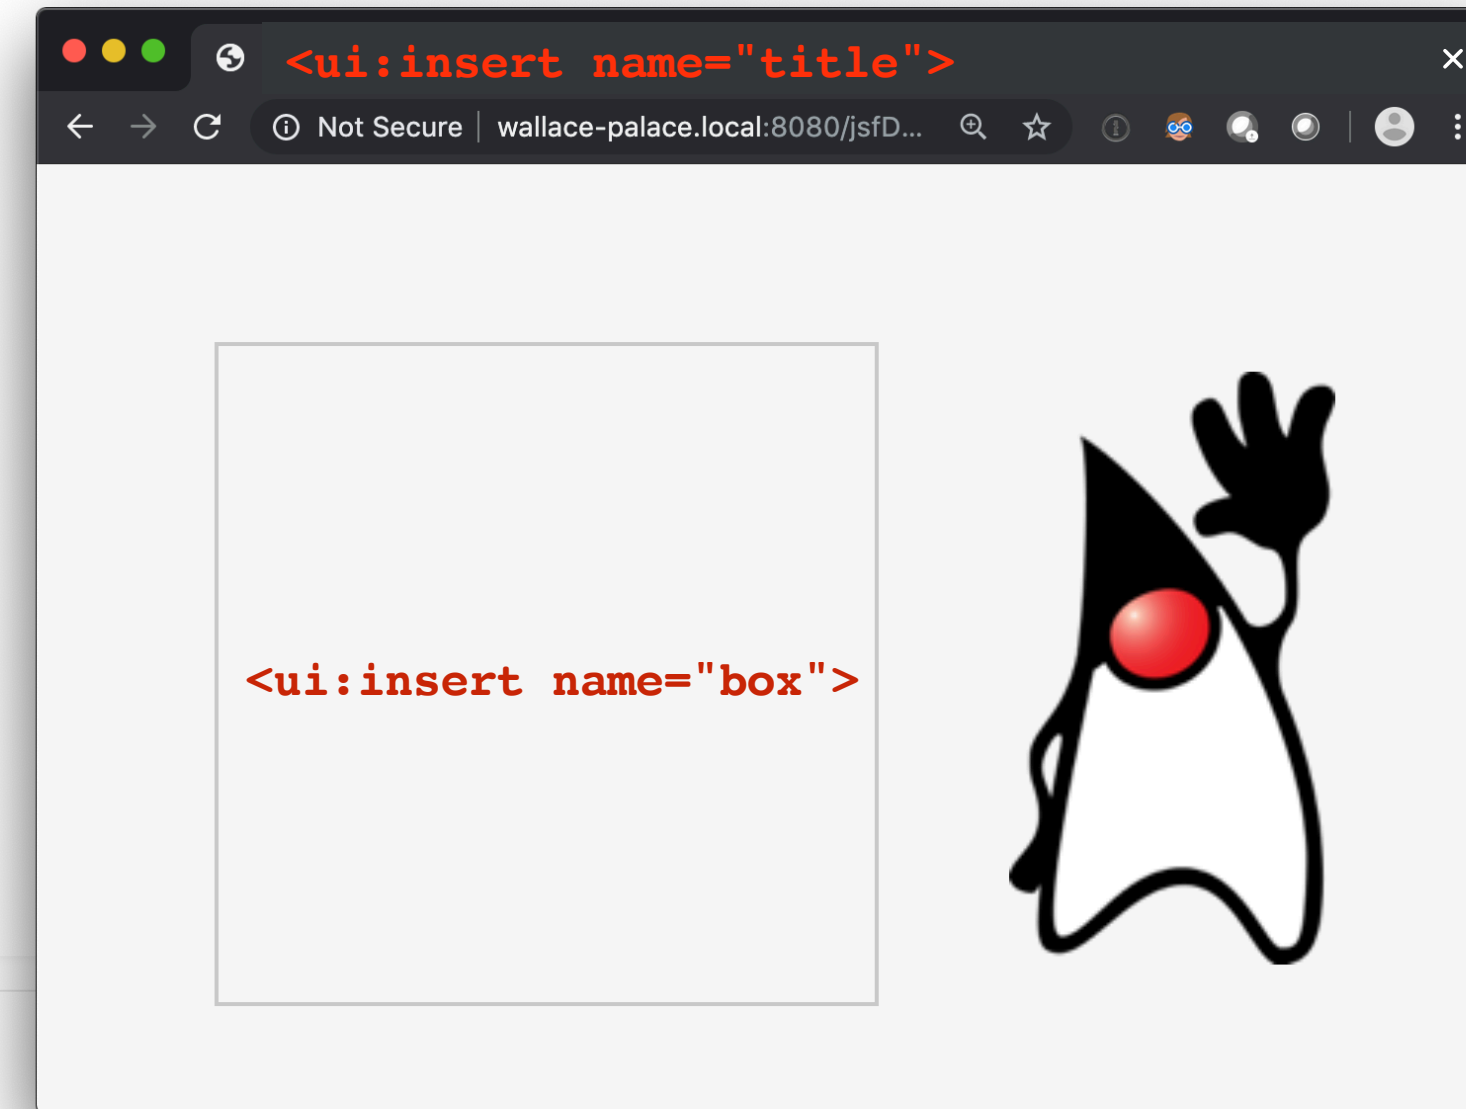 <ui:insert name="title">
Not Secure | wallace-palace.local:8080/jsfD...
<ui:insert name="box">